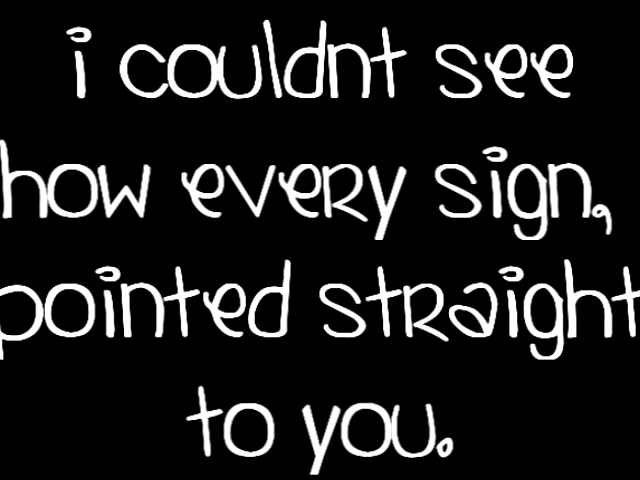 i couldnt see
how every sign,
pointed straight
to you.